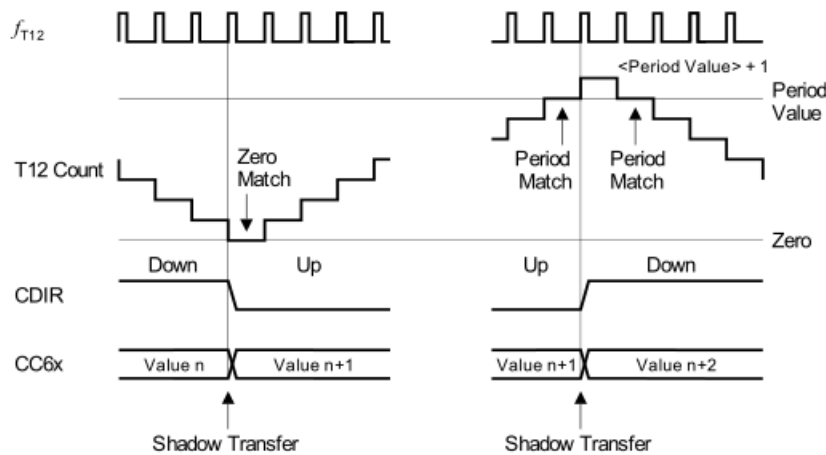 fT12
<Period Value> + 1
Period
Value
T12 Count
Zero
Match
Period
Match
Period
Match
Zero
Down
Up
Up
Down
CDIR
CC6x
Value n
Value n+1
Value n+1
Value n+2
Shadow Transfer
Shadow Transfer